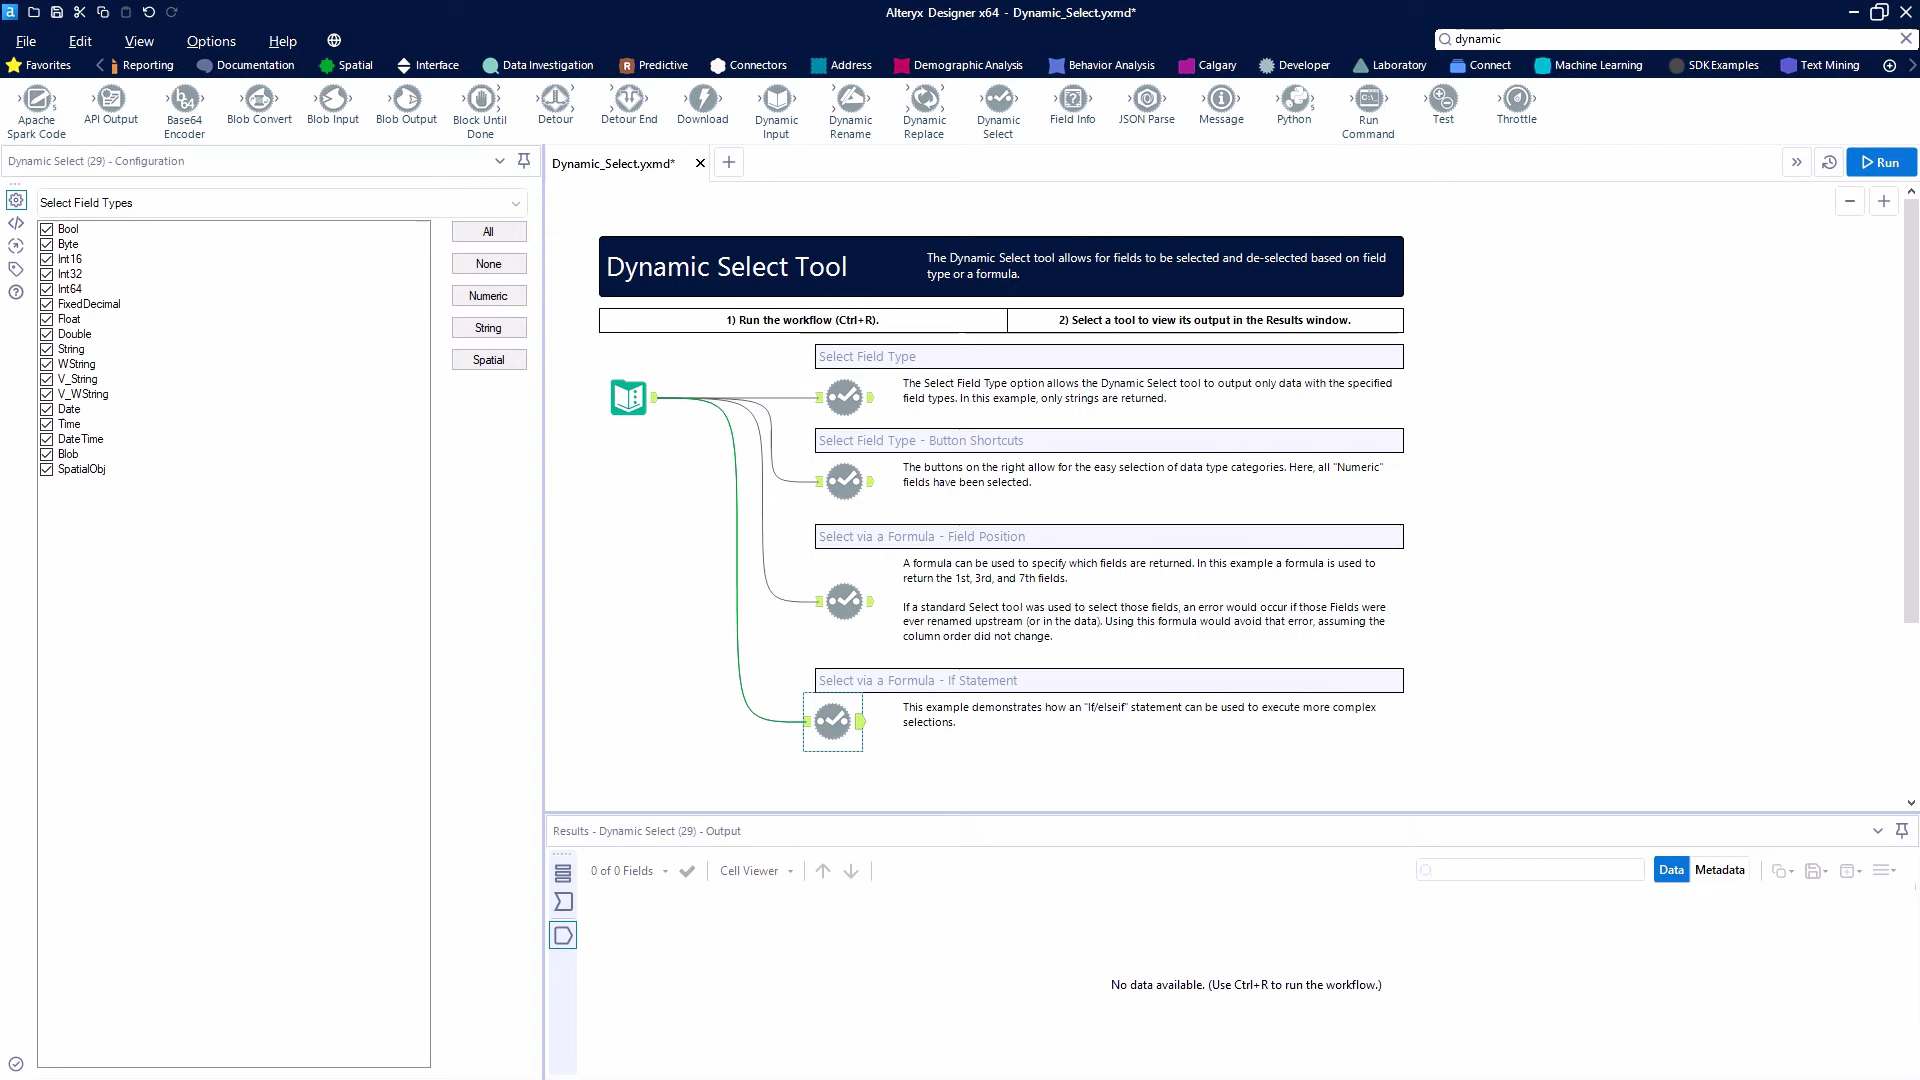 Alteryx Designer x64 - Dynamic_Select.yxmd*
File Edit View Options Help
dynamic
Favorites Reporting Documentation Spatial Interface Data Investigation Predictive Connectors Address Demographic Analysis Behavior Analysis Calgary Developer Laboratory Connect Machine Learning SDK Examples Text Mining
Apache Spark Code
API Output
Base64 Encoder
Blob Convert
Blob Input
Blob Output
Block Until Done
Detour
Detour End
Download
Dynamic Input
Dynamic Rename
Dynamic Replace
Dynamic Select
Field Info
JSON Parse
Message
Python
Run Command
Test
Throttle
Dynamic Select (29) - Configuration
Select Field Types
Bool
Byte
Int16
Int32
Int64
FixedDecimal
Float
Double
String
WString
V_String
V_WString
Date
Time
DateTime
Blob
SpatialObj
All
None
Numeric
String
Spatial
Dynamic_Select.yxmd*
Run
Dynamic Select Tool
The Dynamic Select tool allows for fields to be selected and de-selected based on field
type or a formula.
1) Run the workflow (Ctrl+R).
2) Select a tool to view its output in the Results window.
Select Field Type
The Select Field Type option allows the Dynamic Select tool to output only data with the specified
field types. In this example, only strings are returned.
Select Field Type - Button Shortcuts
The buttons on the right allow for the easy selection of data type categories. Here, all "Numeric"
fields have been selected.
Select via a Formula - Field Position
A formula can be used to specify which fields are returned. In this example a formula is used to
return the 1st, 3rd, and 7th fields.
If a standard Select tool was used to select those fields, an error would occur if those Fields were
ever renamed upstream (or in the data). Using this formula would avoid that error, assuming the
column order did not change.
Select via a Formula - If Statement
This example demonstrates how an "If/elseif" statement can be used to execute more complex
selections.
Results - Dynamic Select (29) - Output
0 of 0 Fields
Cell Viewer
Data
Metadata
No data available. (Use Ctrl+R to run the workflow.)